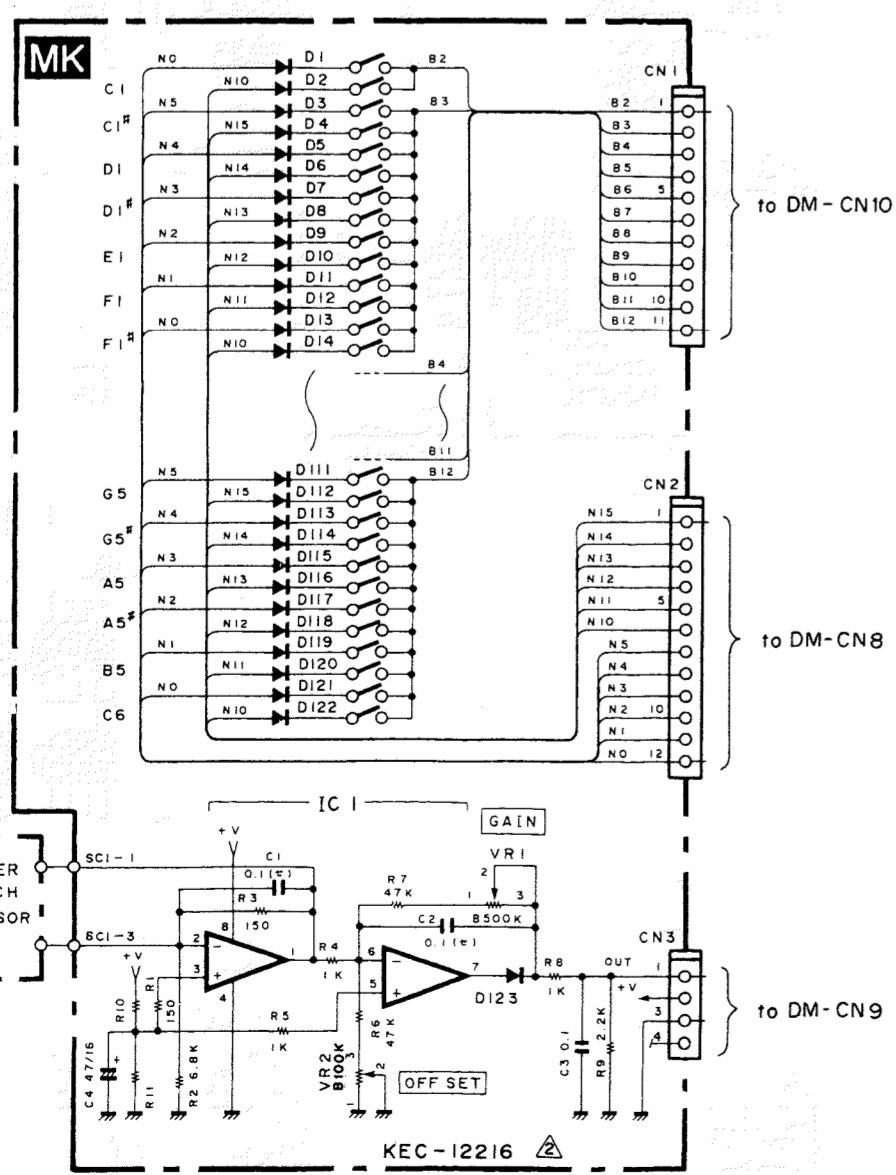 MK
N0 D1 B2
C1 N10 D2 CN1
N5 D3 B3 B2 1
C1# N15 D4 B3
N4 D5 B4
D1 N14 D6 B5
N3 D7 B6 5 to DM-CN10
D1# N13 D8 B7
N2 D9 B8
E1 N12 D10 B9
N1 D11 B10
F1 N11 D12 B11 10
N0 D13 B12 11
F1# N10 D14
B4
B11
N5 D111 B12
G5 N15 D112 CN2
N4 D113 N15 1
G5# N14 D114 N14
N3 D115 N13
A5 N13 D116 N12
N2 D117 N11 5
A5# N12 D118 N10 to DM-CN8
N1 D119 N5
B5 N11 D120 N4
N0 D121 N3
C6 N10 D122 N2 10
N1
N0 12
IC1
GAIN
+V
SC1-1 C1 VR1
ER 0.1(モ) R7 2
CH R3 47K 1 3
SOR 150 C2 B500K
SC1-3 8 0.1(モ) CN3
2 − 1 R4 6 − OUT 1
+V 3 + 1K 5 + 7 R8 +V
R10 R1 4 D123 1K 3 to DM-CN9
150 R5 R6 4
1K 47K
C4 47/16 + R11 R2 6.8K VR2 B100K 3 2 1 OFF SET C3 0.1 R9 2.2K
KEC-12216 2